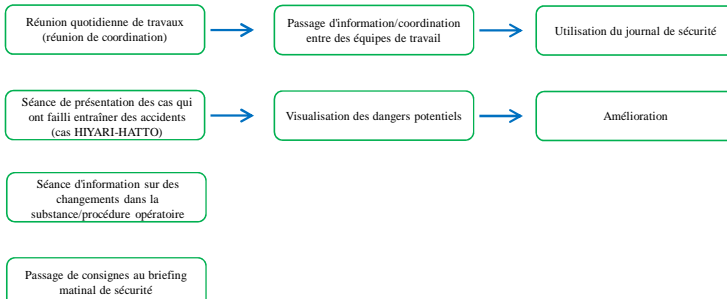 Réunion quotidienne de travaux
(réunion de coordination)
Passage d'information/coordination
entre des équipes de travail
Utilisation du journal de sécurité
Séance de présentation des cas qui
ont failli entraîner des accidents
(cas HIYARI-HATTO)
Visualisation des dangers potentiels
Amélioration
Séance d'information sur des
changements dans la
substance/procédure opératoire
Passage de consignes au briefing
matinal de sécurité